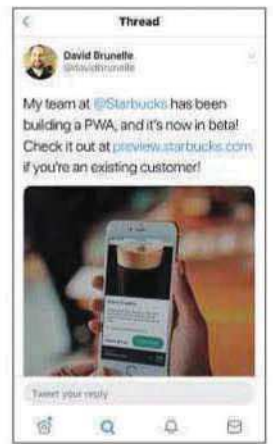 Thread
David Brunelle
@davidbrunelle
My team at @Starbucks has been
building a PWA, and it's now in beta!
Check it out at preview.starbucks.com
if you're an existing customer!
Tweet your reply